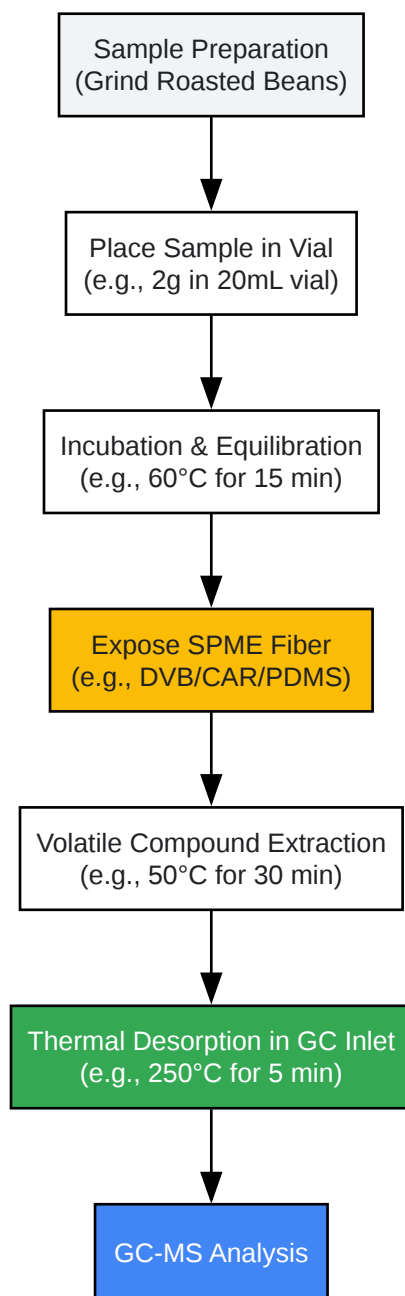 Sample Preparation
(Grind Roasted Beans)
Place Sample in Vial
(e.g., 2g in 20mL vial)
Incubation & Equilibration
(e.g., 60°C for 15 min)
Expose SPME Fiber
(e.g., DVB/CAR/PDMS)
Volatile Compound Extraction
(e.g., 50°C for 30 min)
Thermal Desorption in GC Inlet
(e.g., 250°C for 5 min)
GC-MS Analysis